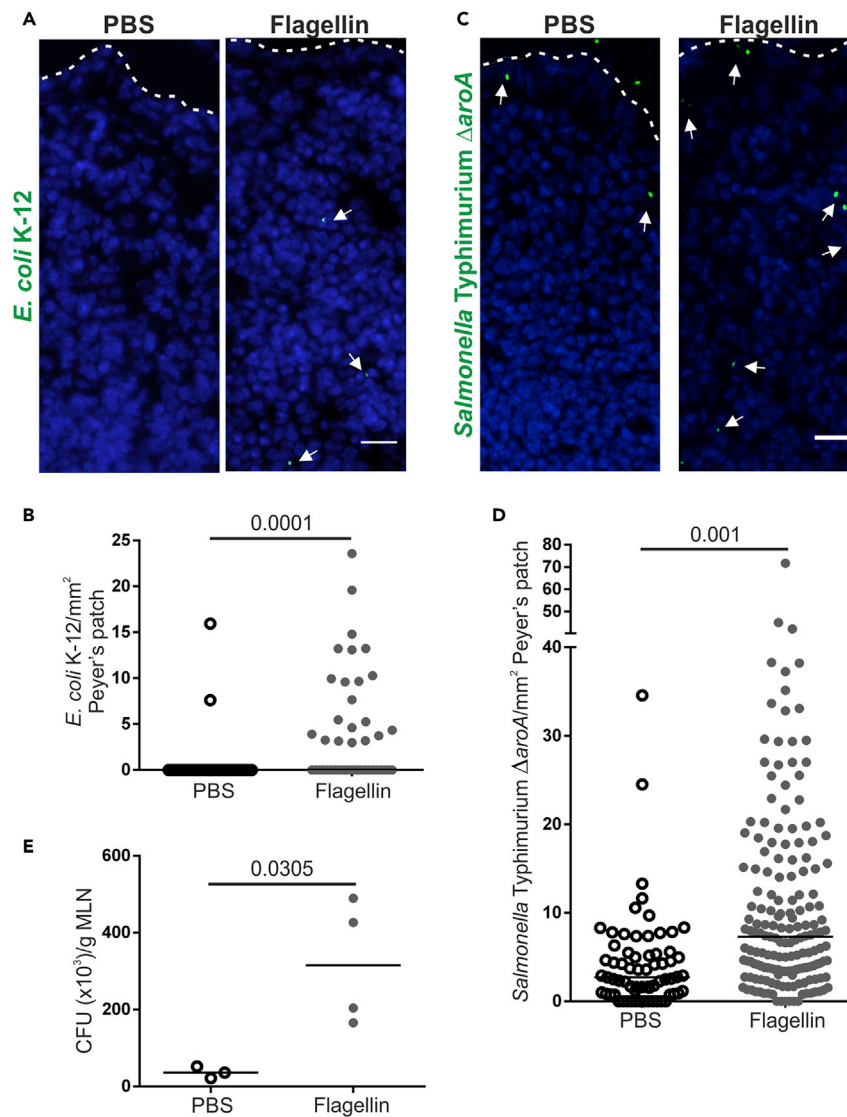 A
PBS
Flagellin
E. coli K-12
C
PBS
Flagellin
Salmonella Typhimurium ΔaroA
B
0.0001
25
20
15
10
5
0
E. coli K-12/mm²
Peyer's patch
PBS
Flagellin
D
0.001
80
70
60
50
40
30
20
10
0
Salmonella Typhimurium ΔaroA/mm² Peyer's patch
PBS
Flagellin
E
0.0305
600
400
200
0
CFU (x10³)/g MLN
PBS
Flagellin